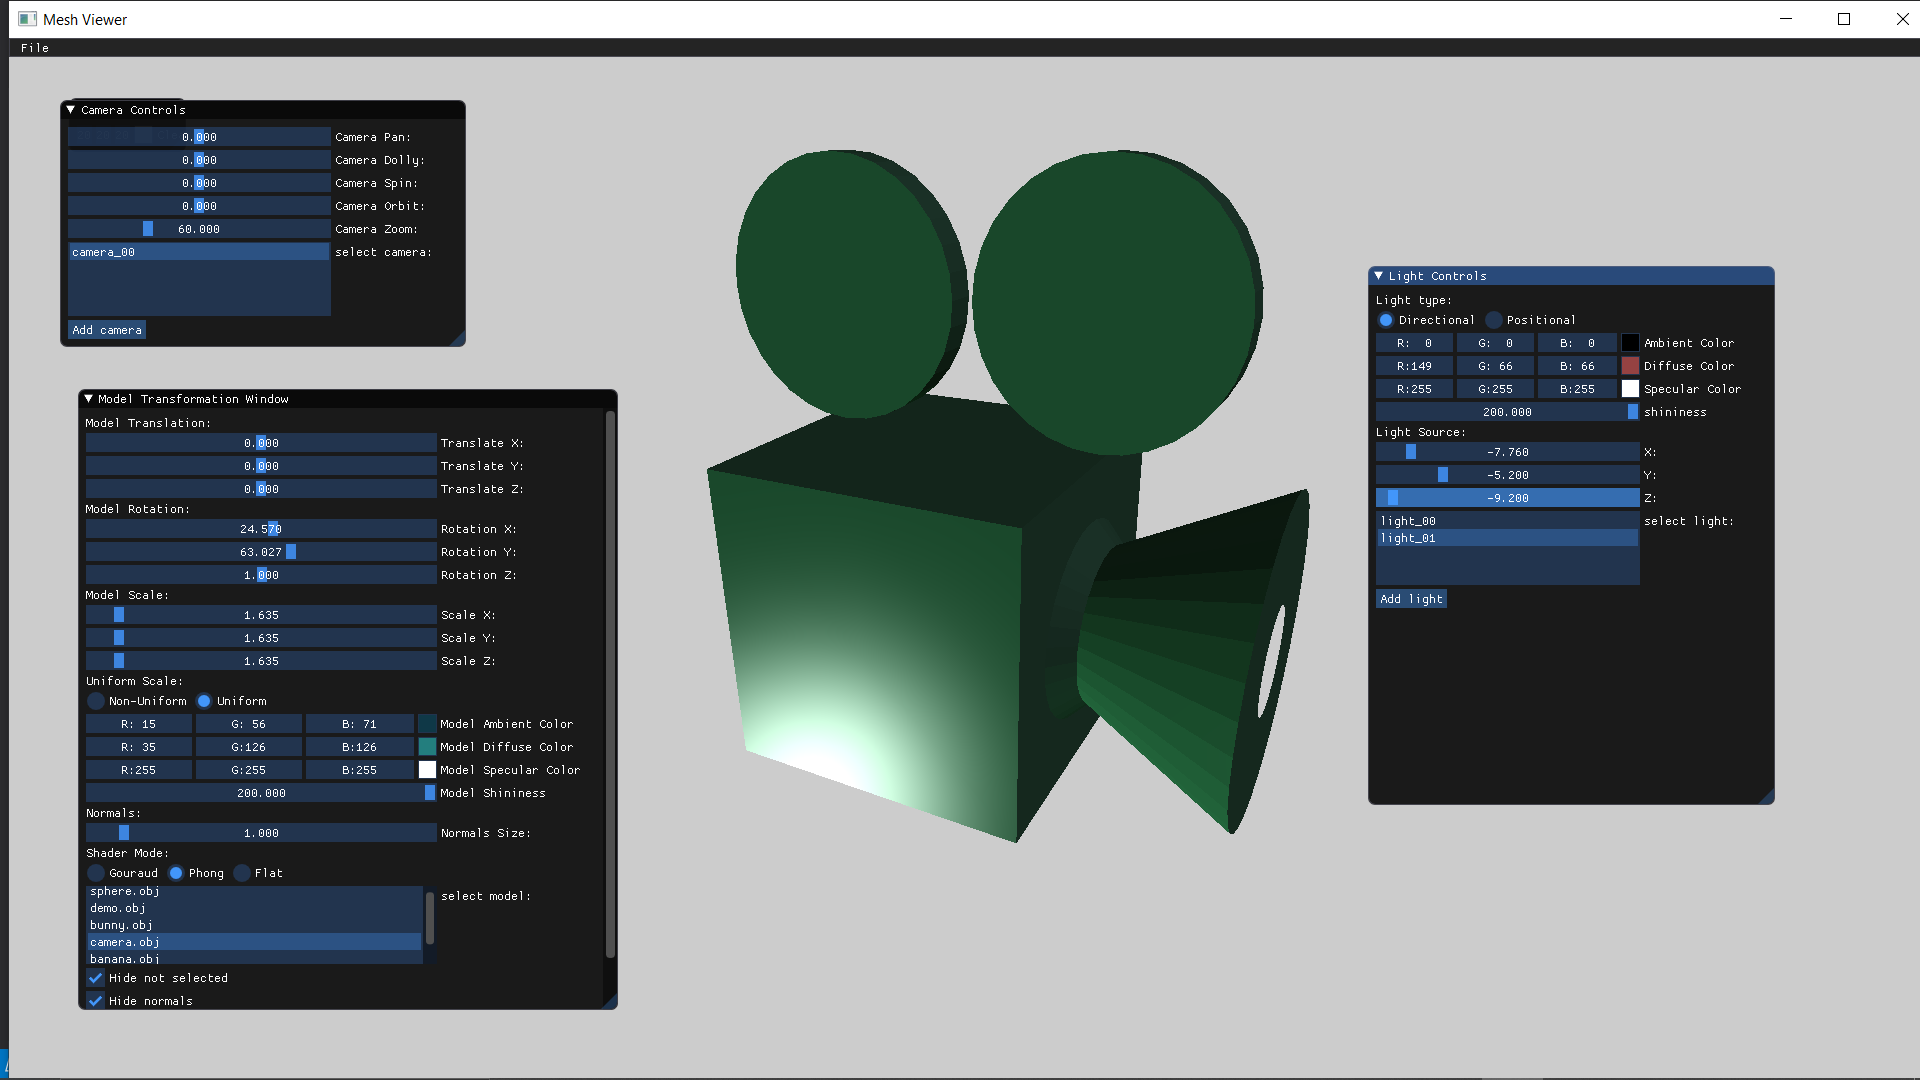 Mesh Viewer
File
Camera Controls
0.000 Camera Pan:
0.000 Camera Dolly:
0.000 Camera Spin:
0.000 Camera Orbit:
60.000 Camera Zoom:
camera_00 select camera:
Add camera
Model Transformation Window
Model Translation:
0.000 Translate X:
0.000 Translate Y:
0.000 Translate Z:
Model Rotation:
24.570 Rotation X:
63.027 Rotation Y:
1.000 Rotation Z:
Model Scale:
1.635 Scale X:
1.635 Scale Y:
1.635 Scale Z:
Uniform Scale:
Non-Uniform Uniform
R: 15 G: 56 B: 71 Model Ambient Color
R: 35 G:126 B:126 Model Diffuse Color
R:255 G:255 B:255 Model Specular Color
200.000 Model Shininess
Normals:
1.000 Normals Size:
Shader Mode:
Gouraud Phong Flat
sphere.obj select model:
demo.obj
bunny.obj
camera.obj
banana.obj
Hide not selected
Hide normals
Light Controls
Light type:
Directional Positional
R: 0 G: 0 B: 0 Ambient Color
R:149 G: 66 B: 66 Diffuse Color
R:255 G:255 B:255 Specular Color
200.000 shininess
Light Source:
-7.760 X:
-5.200 Y:
-9.200 Z:
light_00 select light:
light_01
Add light